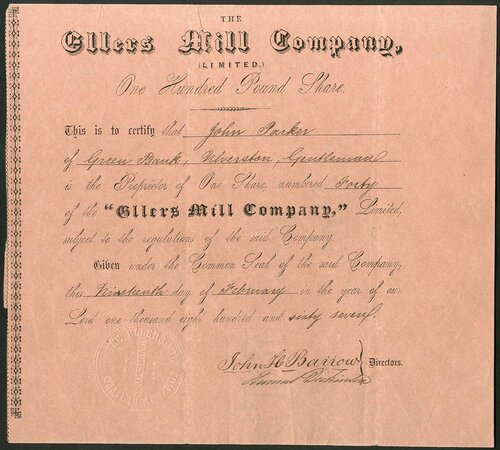 THE
Ellers Mill Company,
(LIMITED.)
One Hundred Pound Share.
This is to certify that John Parker
of Green Bank, Ulverston, Gentleman
is the Proprietor of One Share, numbered Forty
of the "Ellers Mill Company," Limited,
subject to the regulations of the said Company.
Given under the Common Seal of the said Company,
this Nineteenth day of February in the year of our
Lord one thousand eight hundred and sixty seven
John H Barrow
Directors.